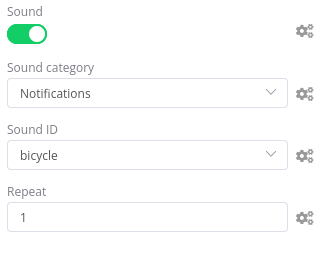 Sound
Sound category
Notifications
Sound ID
bicycle
Repeat
1